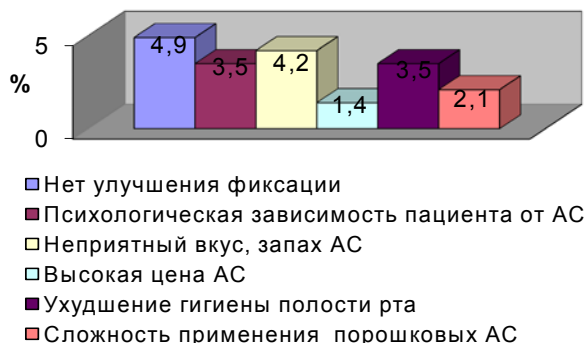 5
%
0
4,9
3,5
4,2
1,4
3,5
2,1
Нет улучшения фиксации
Психологическая зависимость пациента от АС
Неприятный вкус, запах АС
Высокая цена АС
Ухудшение гигиены полости рта
Сложность применения порошковых АС